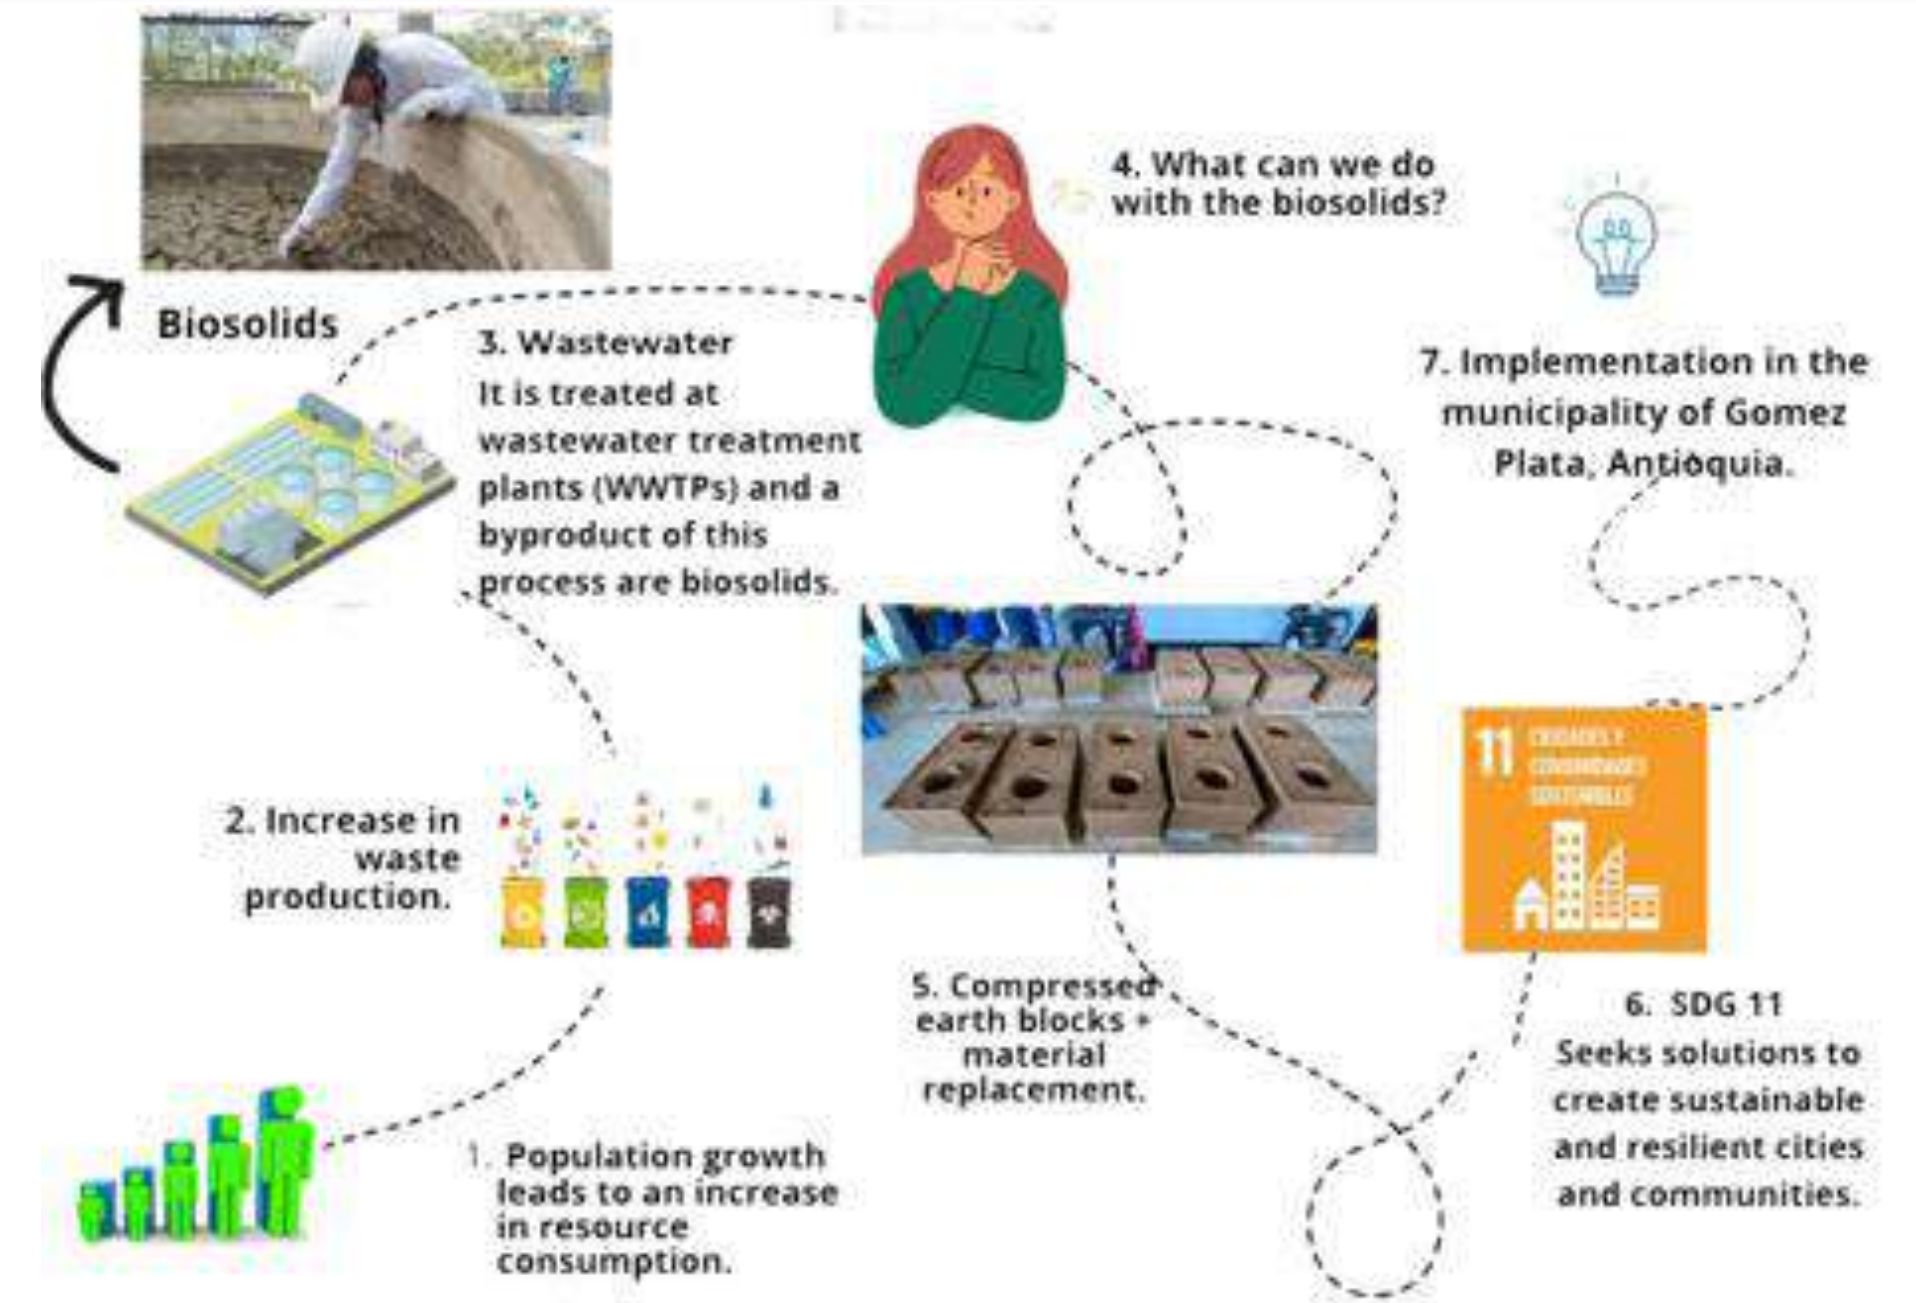 Biosolids
3. Wastewater
It is treated at
wastewater treatment
plants (WWTPs) and a
byproduct of this
process are biosolids.
4. What can we do
with the biosolids?
7. Implementation in the
municipality of Gomez
Plata, Antioquia.
2. Increase in
waste
production.
11 CIUDADES Y
COMUNIDADES
SOSTENIBLES
5. Compressed
earth blocks +
material
replacement.
6. SDG 11
Seeks solutions to
create sustainable
and resilient cities
and communities.
1. Population growth
leads to an increase
in resource
consumption.